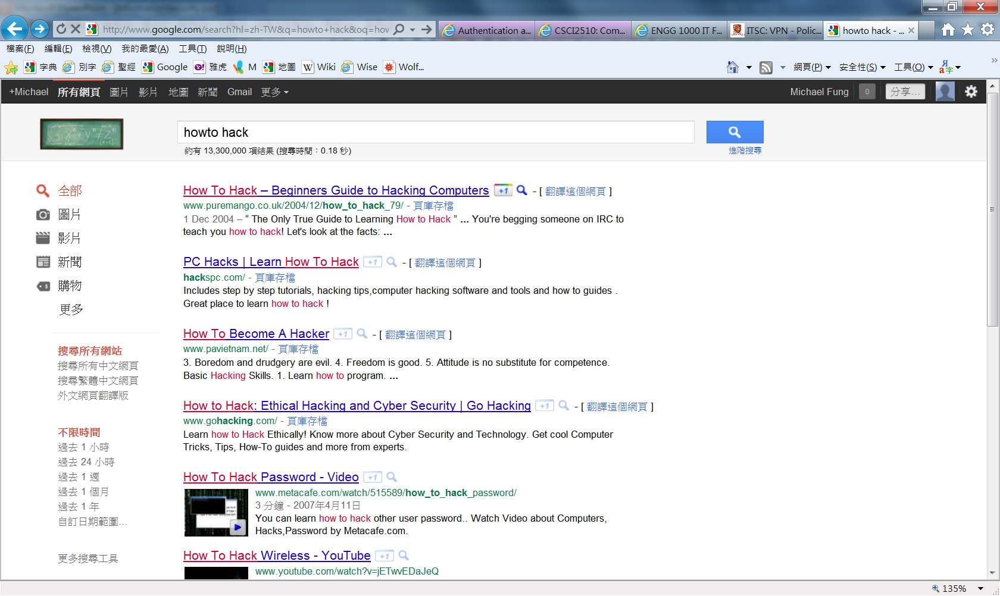 http://www.google.com/search?hl=zh-TW&q=howto+hack&oq=how
Authentication a...
CSCI2510: Com...
ENGG 1000 IT F...
ITSC: VPN - Polic...
howto hack - ...
檔案(F) 編輯(E) 檢視(V) 我的最愛(A) 工具(T) 說明(H)
字典 別字 聖經 Google 雅虎 M 地圖 Wiki Wise Wolf...
網頁(P) 安全性(S) 工具(O)
+Michael 所有網頁 圖片 影片 地圖 新聞 Gmail 更多
Michael Fung 0 分享...
howto hack
約有 13,300,000 項結果 (搜尋時間：0.18 秒)
進階搜尋
全部
圖片
影片
新聞
購物
更多
搜尋所有網站
搜尋所有中文網頁
搜尋繁體中文網頁
外文網頁翻譯版
不限時間
過去 1 小時
過去 24 小時
過去 1 週
過去 1 個月
過去 1 年
自訂日期範圍...
更多搜尋工具
How To Hack – Beginners Guide to Hacking Computers +1 - [ 翻譯這個網頁 ]
www.puremango.co.uk/2004/12/how_to_hack_79/ - 頁庫存檔
1 Dec 2004 – “ The Only True Guide to Learning How to Hack ” ... You're begging someone on IRC to
teach you how to hack! Let's look at the facts: ...
PC Hacks | Learn How To Hack +1 - [ 翻譯這個網頁 ]
hackspc.com/ - 頁庫存檔
Includes step by step tutorials, hacking tips,computer hacking software and tools and how to guides .
Great place to learn how to hack !
How To Become A Hacker +1 - [ 翻譯這個網頁 ]
www.pavietnam.net/ - 頁庫存檔
3. Boredom and drudgery are evil. 4. Freedom is good. 5. Attitude is no substitute for competence.
Basic Hacking Skills. 1. Learn how to program. ...
How to Hack: Ethical Hacking and Cyber Security | Go Hacking +1 - [ 翻譯這個網頁 ]
www.gohacking.com/ - 頁庫存檔
Learn how to Hack Ethically! Know more about Cyber Security and Technology. Get cool Computer
Tricks, Tips, How-To guides and more from experts.
How To Hack Password - Video +1
www.metacafe.com/watch/515589/how_to_hack_password/
3 分鐘 - 2007年4月11日
You can learn how to hack other user password.. Watch Video about Computers,
Hacks,Password by Metacafe.com.
How To Hack Wireless - YouTube +1
www.youtube.com/watch?v=jETwvEDaJeQ
135%